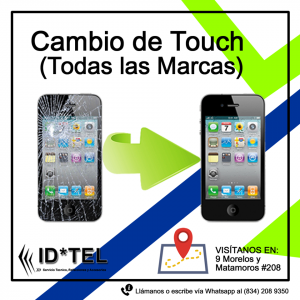 Cambio de Touch
(Todas las Marcas)
ID*TEL
VISÍTANOS EN:
9 Morelos y
Matamoros #208
Llámanos o escribe vía Whatsapp al (834) 208 9350